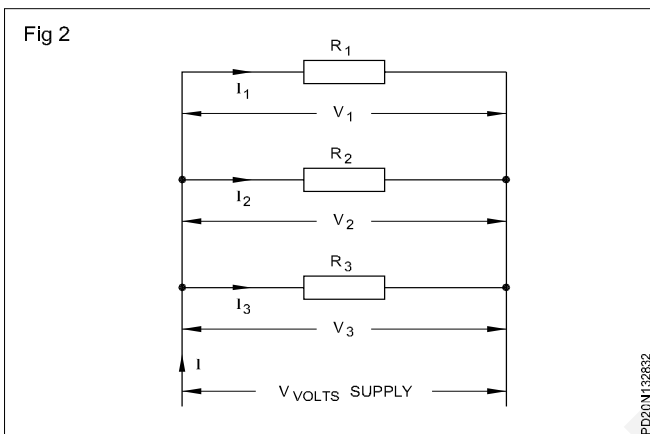 Fig 2
R1
I1
V1
R2
I2
V2
R3
I3
V3
I
V VOLTS SUPPLY
PD20N132832